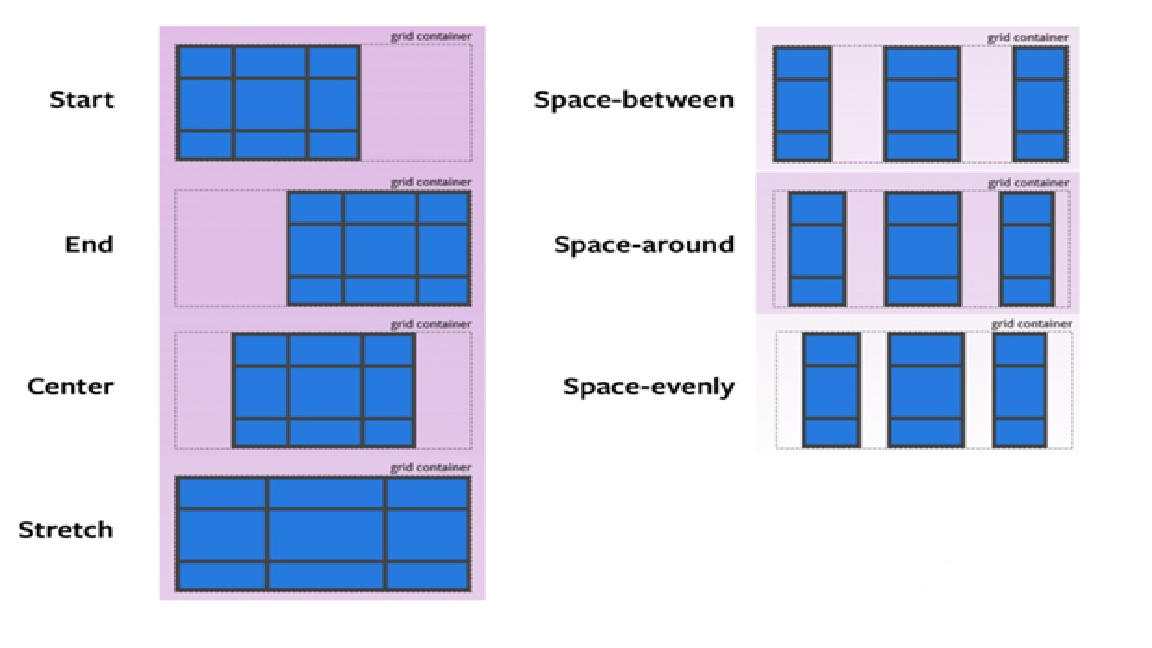 grid container
Start
grid container
End
grid container
Center
grid container
Stretch
grid container
Space-between
grid container
Space-around
grid container
Space-evenly